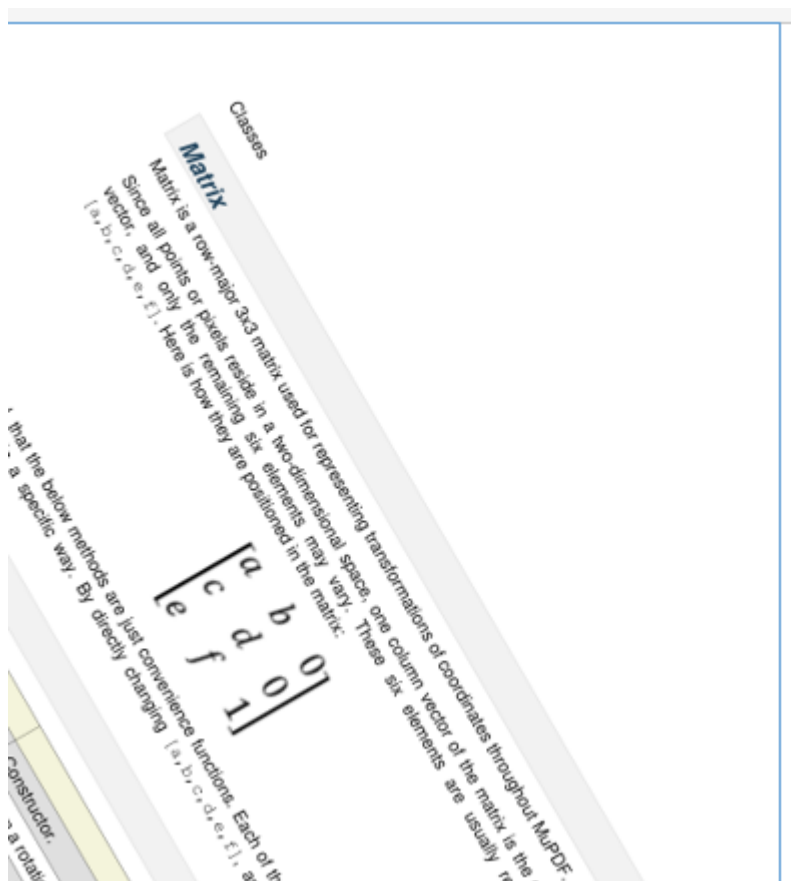 Classes
Matrix
Matrix is a row-major 3x3 matrix used for representing transformations of coordinates throughout MuPDF.
Since all points or pixels reside in a two-dimensional space, one column vector of the matrix is the
vector, and only the remaining six elements may vary. These six elements are usually
[a,b,c,d,e,f]. Here is how they are positioned in the matrix:
a b 0
c d 0
e f 1
that the below methods are just convenience functions. Each of
a specific way. By directly changing [a,b,c,d,e,f],
Constructor.
a